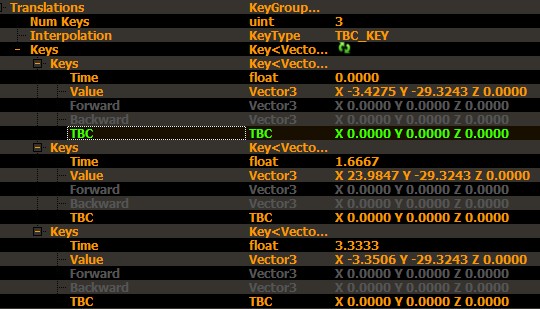 Translations KeyGroup...
Num Keys uint 3
Interpolation KeyType TBC_KEY
Keys Key<Vecto...
Keys Key<Vecto...
Time float 0.0000
Value Vector3 X -3.4275 Y -29.3243 Z 0.0000
Forward Vector3 X 0.0000 Y 0.0000 Z 0.0000
Backward Vector3 X 0.0000 Y 0.0000 Z 0.0000
TBC TBC X 0.0000 Y 0.0000 Z 0.0000
Keys Key<Vecto...
Time float 1.6667
Value Vector3 X 23.9847 Y -29.3243 Z 0.0000
Forward Vector3 X 0.0000 Y 0.0000 Z 0.0000
Backward Vector3 X 0.0000 Y 0.0000 Z 0.0000
TBC TBC X 0.0000 Y 0.0000 Z 0.0000
Keys Key<Vecto...
Time float 3.3333
Value Vector3 X -3.3506 Y -29.3243 Z 0.0000
Forward Vector3 X 0.0000 Y 0.0000 Z 0.0000
Backward Vector3 X 0.0000 Y 0.0000 Z 0.0000
TBC TBC X 0.0000 Y 0.0000 Z 0.0000